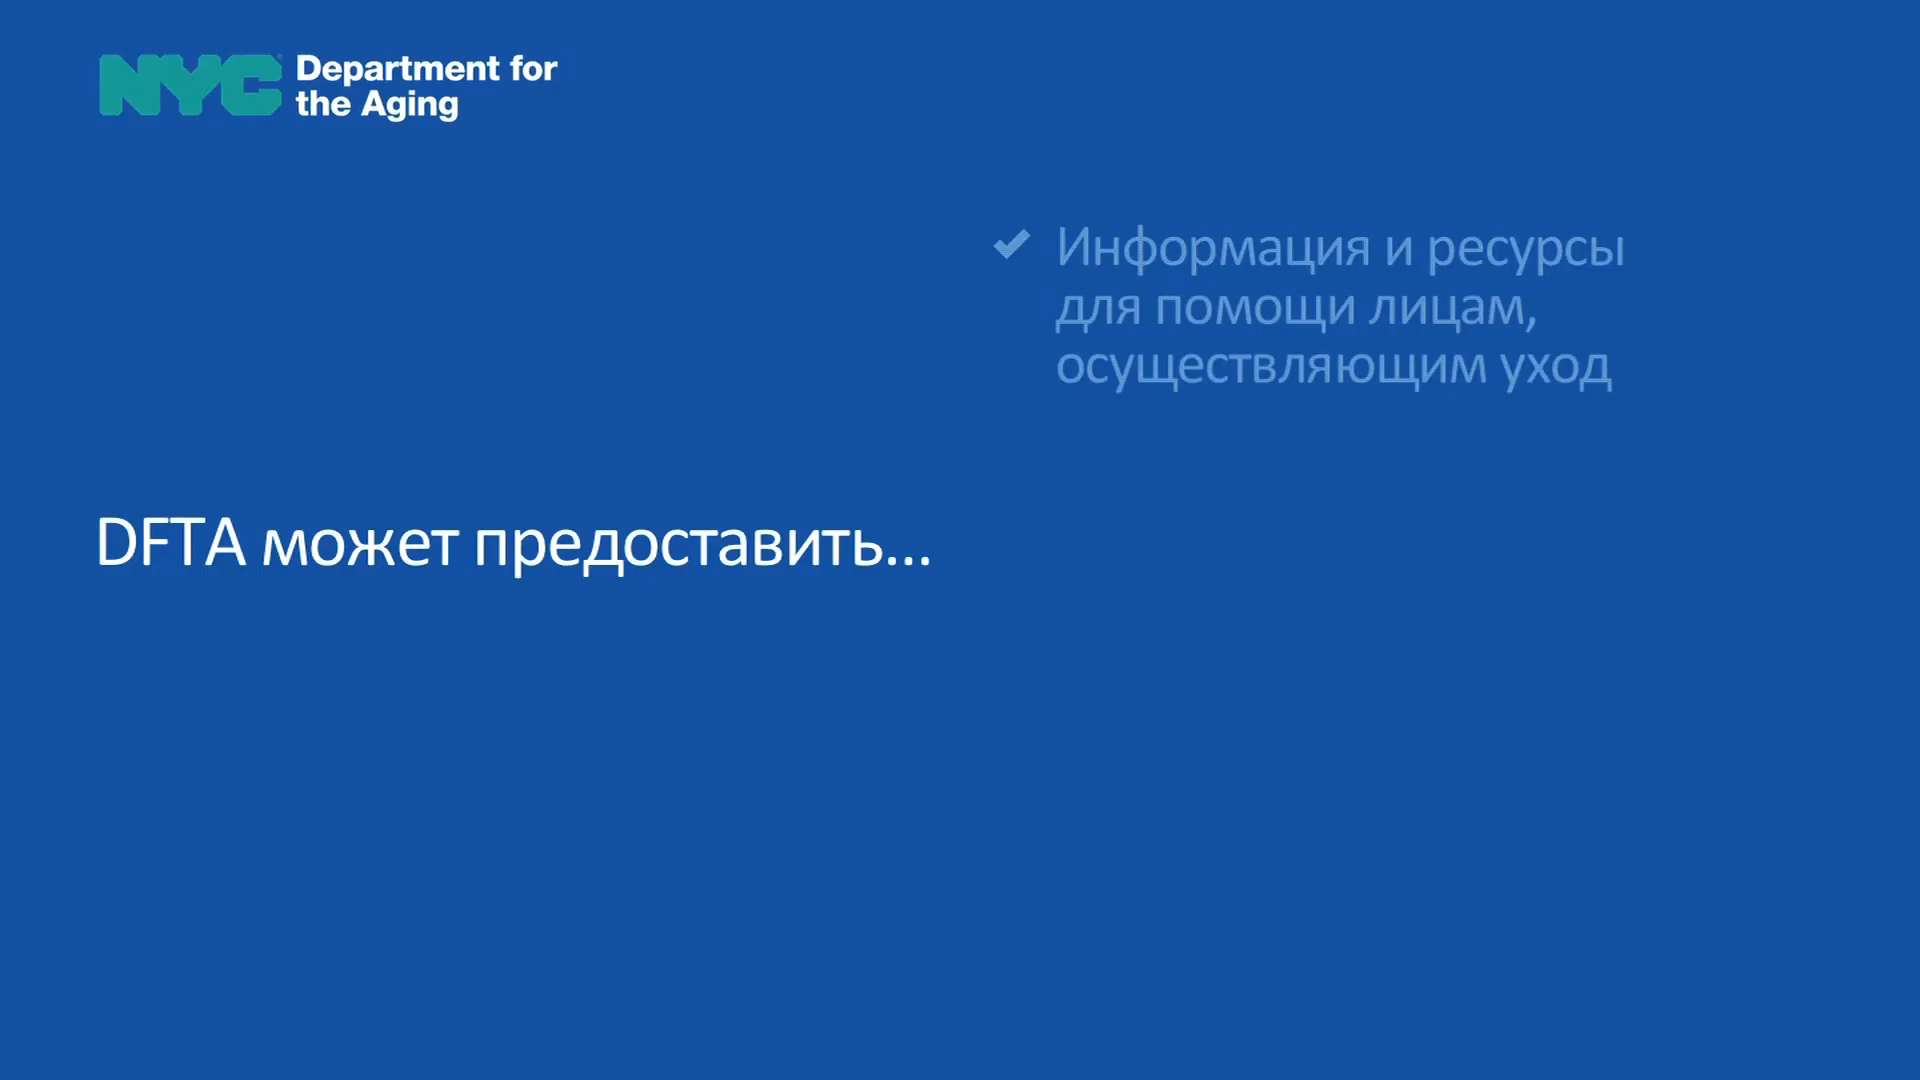 NYC Department for
the Aging
Информация и ресурсы
для помощи лицам,
осуществляющим уход
DFTA может предоставить...